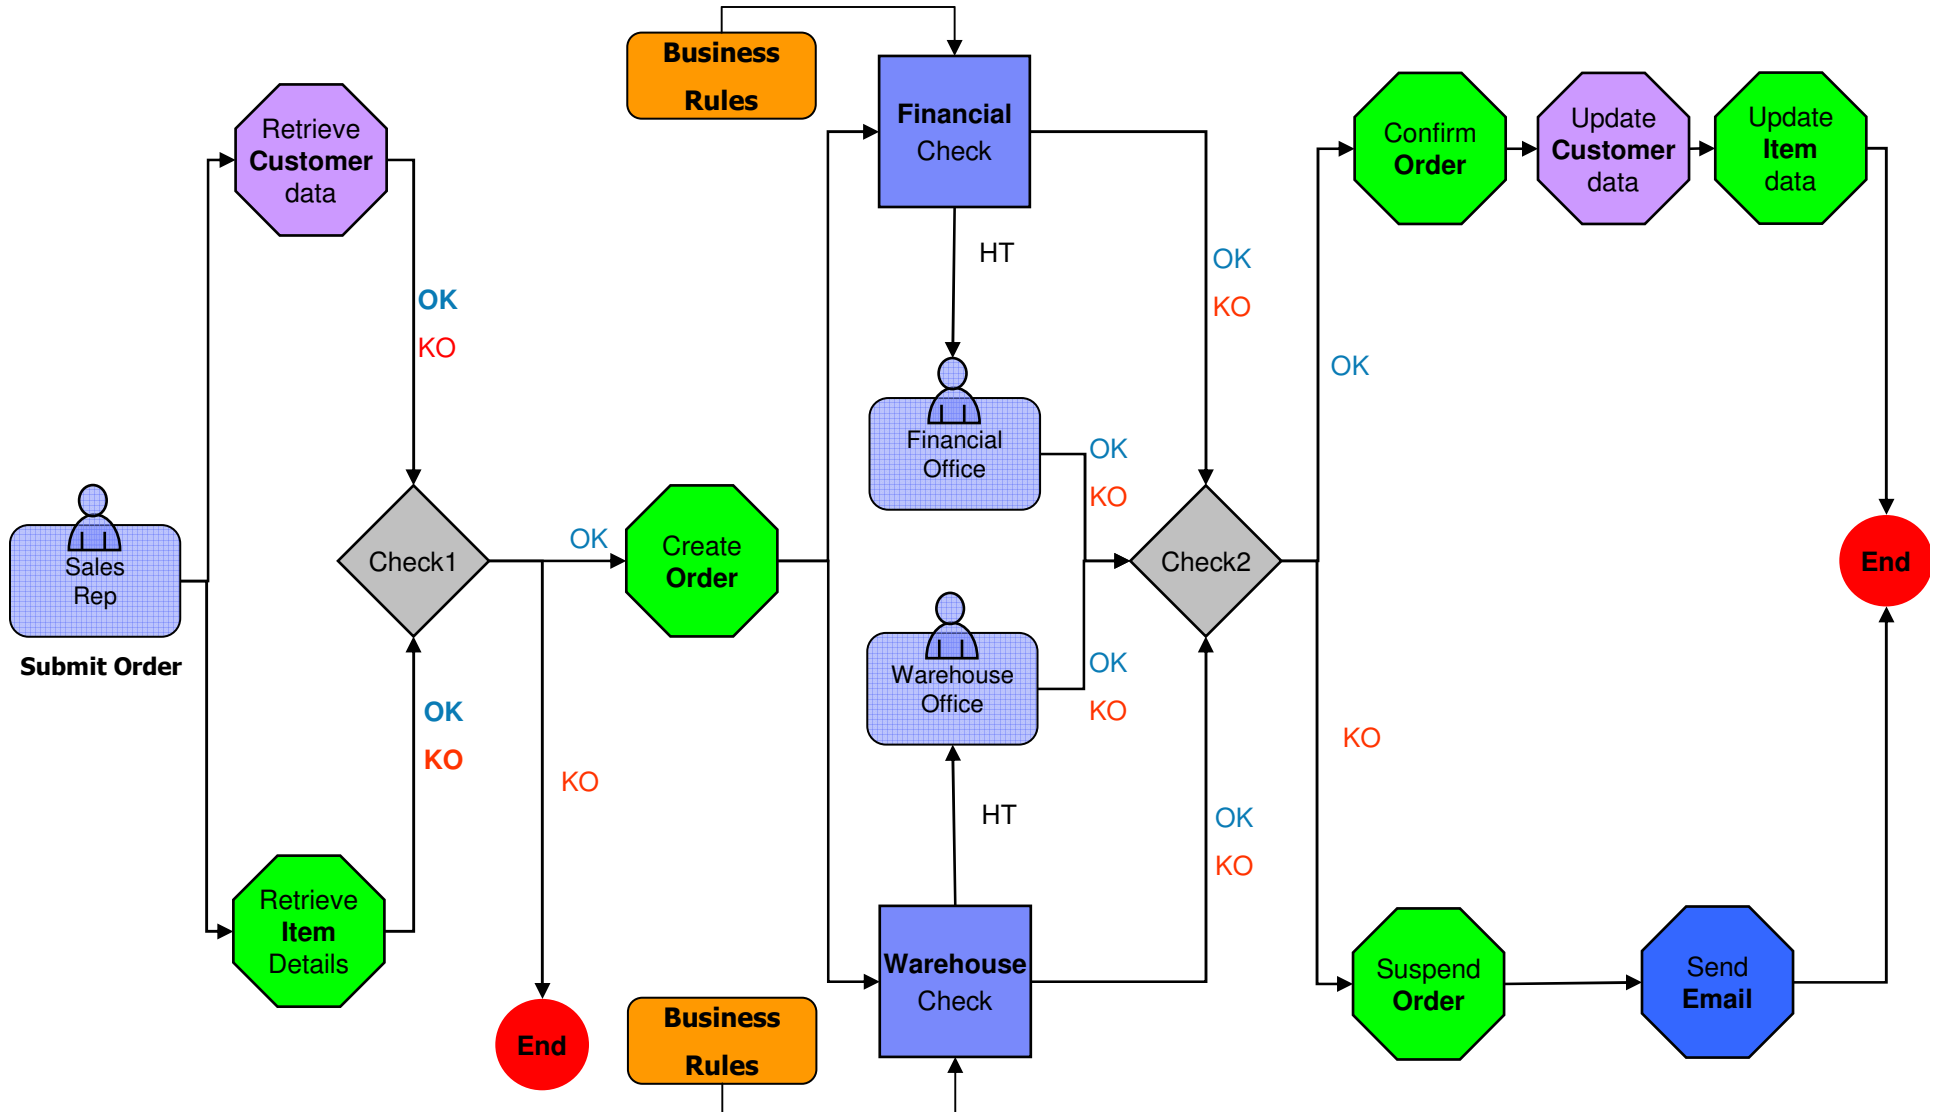 Business
Rules
Retrieve
Customer
data
Financial
Check
Confirm
Order
Update
Customer
data
Update
Item
data
HT
OK
KO
OK
KO
OK
Financial
Office
OK
KO
Sales
Rep
Submit Order
Check1
OK
Create
Order
Check2
End
Warehouse
Office
OK
KO
OK
KO
KO
KO
HT
OK
KO
Retrieve
Item
Details
Warehouse
Check
Suspend
Order
Send
Email
End
Business
Rules